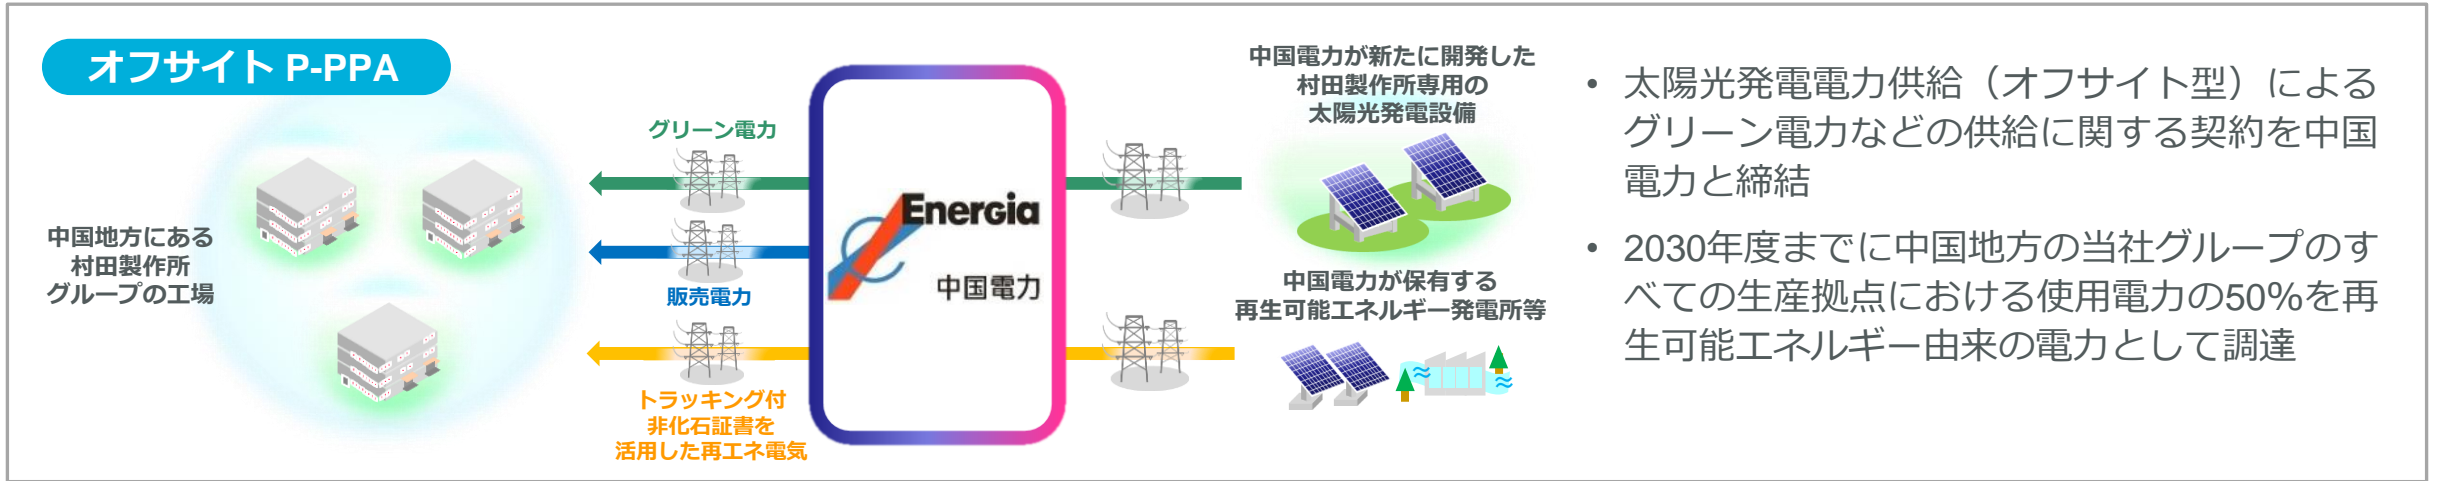 オフサイト P-PPA
中国地方にある
村田製作所
グループの工場
グリーン電力
販売電力
トラッキング付
非化石証書を
活用した再エネ電気
Energia
中国電力
中国電力が新たに開発した
村田製作所専用の
太陽光発電設備
中国電力が保有する
再生可能エネルギー発電所等
• 太陽光発電電力供給（オフサイト型）による
グリーン電力などの供給に関する契約を中国
電力と締結
• 2030年度までに中国地方の当社グループのす
べての生産拠点における使用電力の50%を再
生可能エネルギー由来の電力として調達